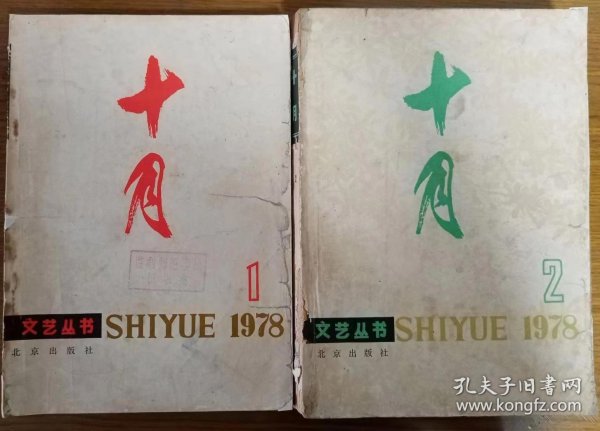 十月
1
文艺丛书 SHIYUE 1978
北京出版社
十月
2
文艺丛书 SHIYUE 1978
北京出版社
孔夫子旧书网
www.kongfz.com